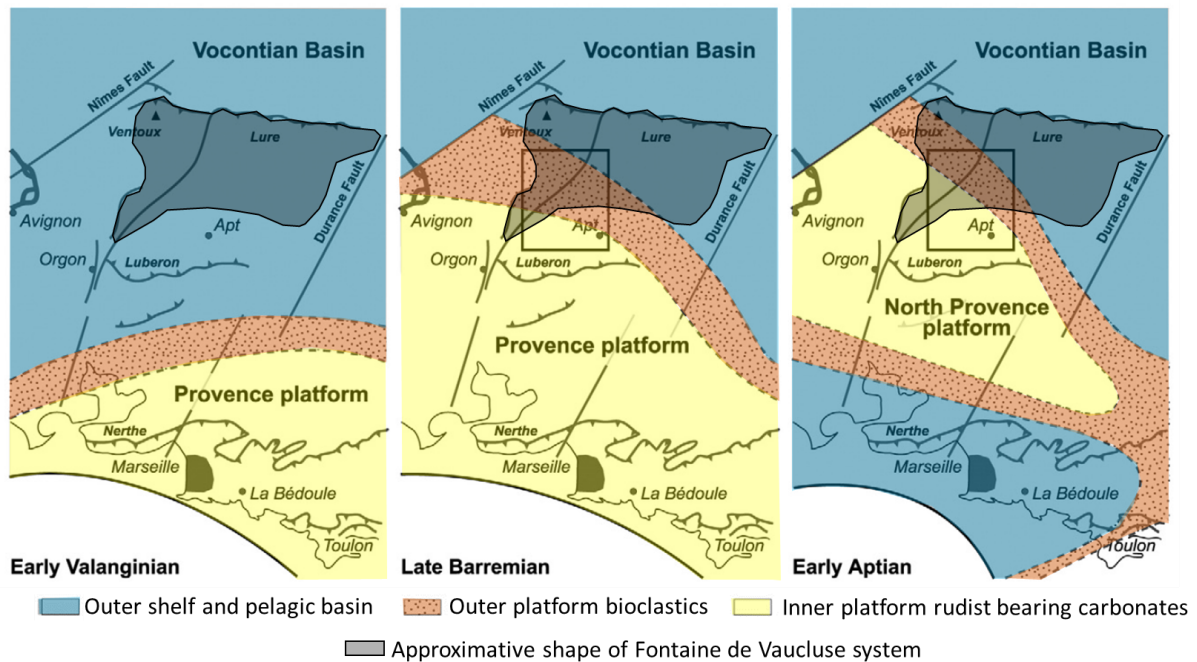 Vocontian Basin
Nîmes Fault
Ventoux
Lure
Durance Fault
Avignon
Apt
Orgon
Luberon
Provence platform
Nerthe
Marseille
La Bédoule
Toulon
Early Valanginian
Vocontian Basin
Nîmes Fault
Ventoux
Lure
Durance Fault
Avignon
Apt
Orgon
Luberon
Provence platform
Nerthe
Marseille
La Bédoule
Toulon
Late Barremian
Vocontian Basin
Nîmes Fault
Ventoux
Lure
Durance Fault
Avignon
Apt
Orgon
Luberon
North Provence
platform
Nerthe
Marseille
La Bédoule
Toulon
Early Aptian
Outer shelf and pelagic basin
Outer platform bioclastics
Inner platform rudist bearing carbonates
Approximative shape of Fontaine de Vaucluse system